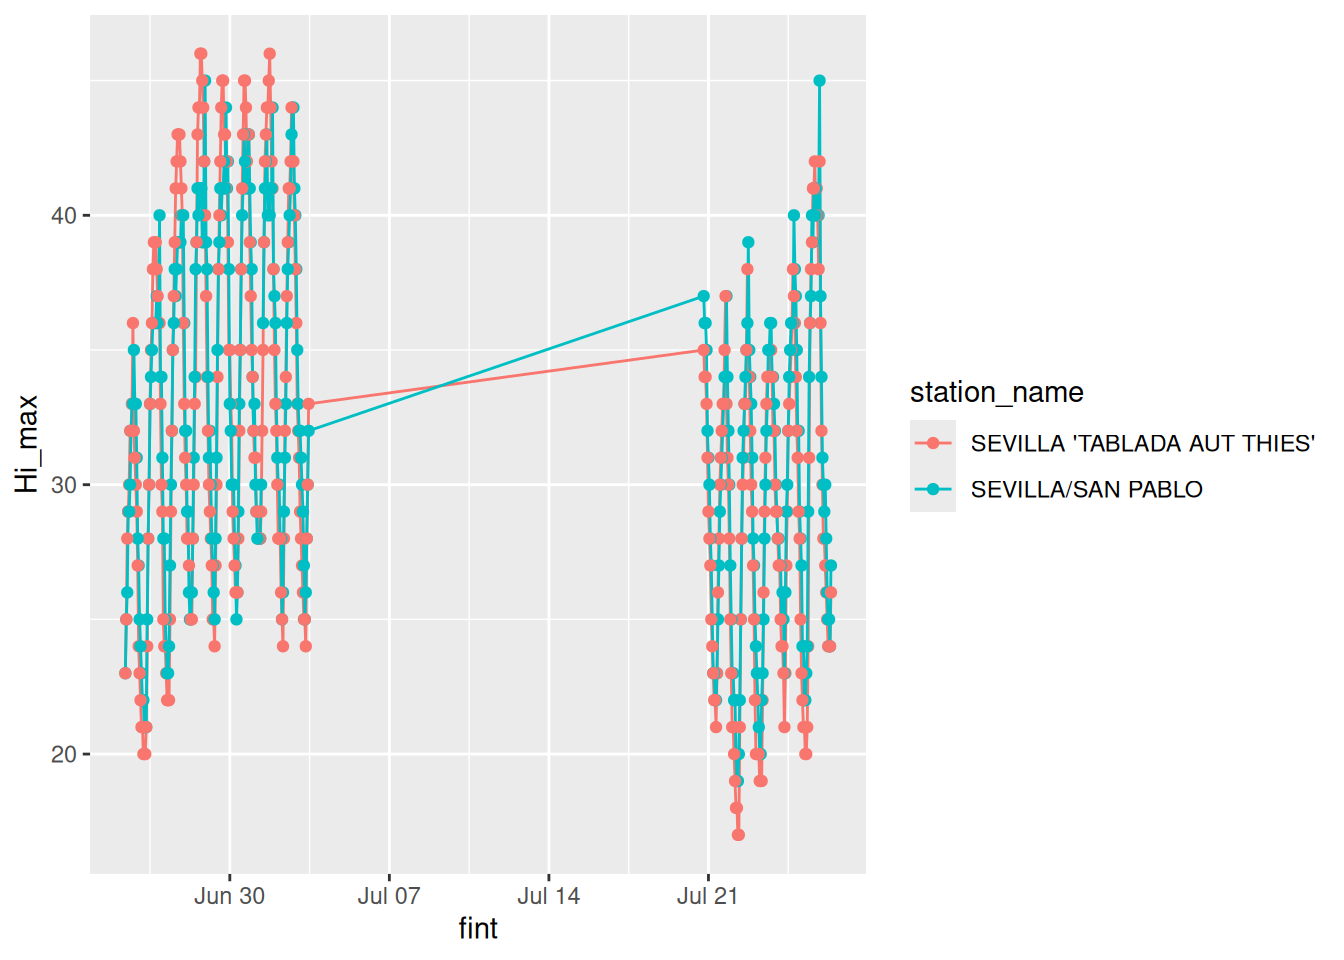 Hi_max
40
30
20
Jun 30
Jul 07
Jul 14
Jul 21
fint
station_name
SEVILLA 'TABLADA AUT THIES'
SEVILLA/SAN PABLO